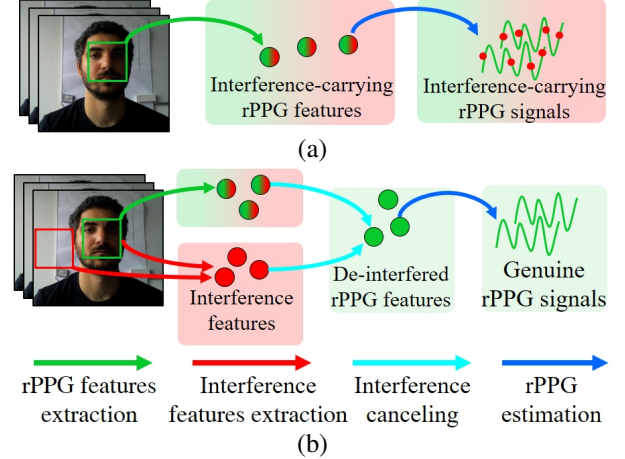 Interference-carrying
rPPG features
Interference-carrying
rPPG signals
(a)
Interference
features
De-interfered
rPPG features
Genuine
rPPG signals
rPPG features
extraction
Interference
features extraction
Interference
canceling
rPPG
estimation
(b)